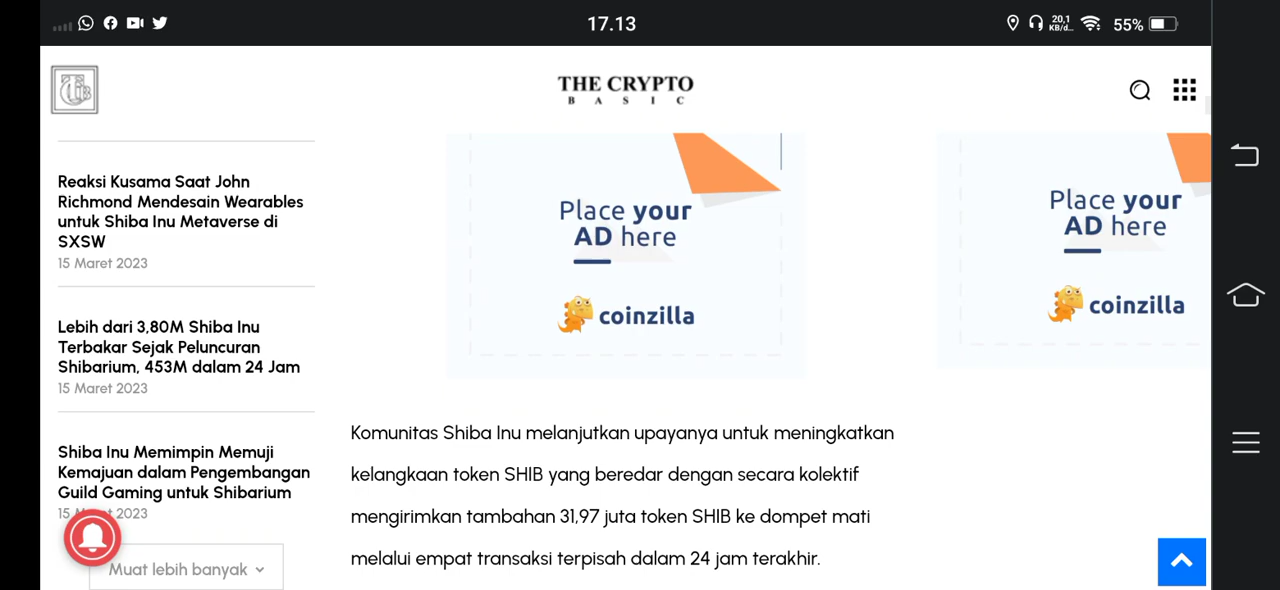 17.13
20,1
KB/d...
55%
THE CRYPTO
BASIC
Reaksi Kusama Saat John
Richmond Mendesain Wearables
untuk Shiba Inu Metaverse di
SXSW
15 Maret 2023
Lebih dari 3,80M Shiba Inu
Terbakar Sejak Peluncuran
Shibarium, 453M dalam 24 Jam
15 Maret 2023
Shiba Inu Memimpin Memuji
Kemajuan dalam Pengembangan
Guild Gaming untuk Shibarium
15 2023
Muat lebih banyak
Place your
AD here
coinzilla
Place your
AD here
coinzilla
Komunitas Shiba Inu melanjutkan upayanya untuk meningkatkan
kelangkaan token SHIB yang beredar dengan secara kolektif
mengirimkan tambahan 31,97 juta token SHIB ke dompet mati
melalui empat transaksi terpisah dalam 24 jam terakhir.